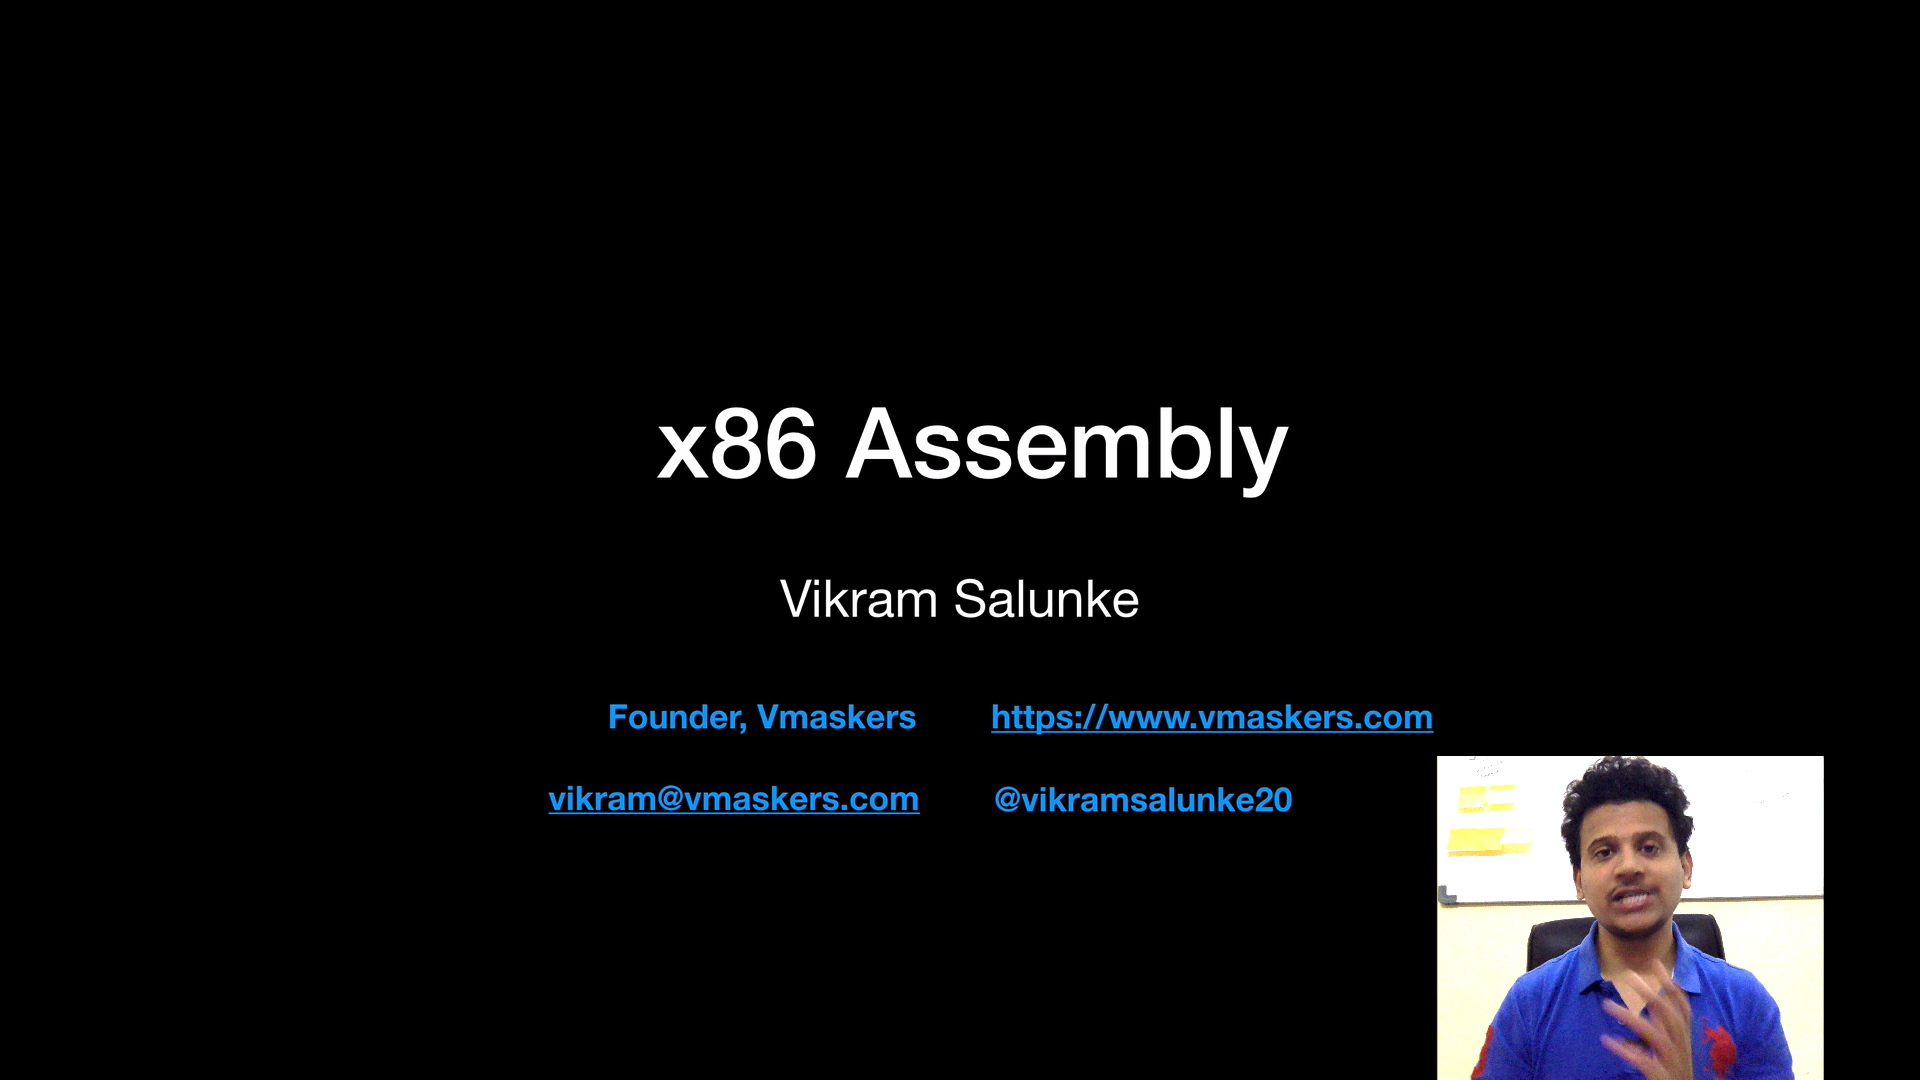 x86 Assembly
Vikram Salunke
Founder, Vmaskers https://www.vmaskers.com
vikram@vmaskers.com @vikramsalunke20